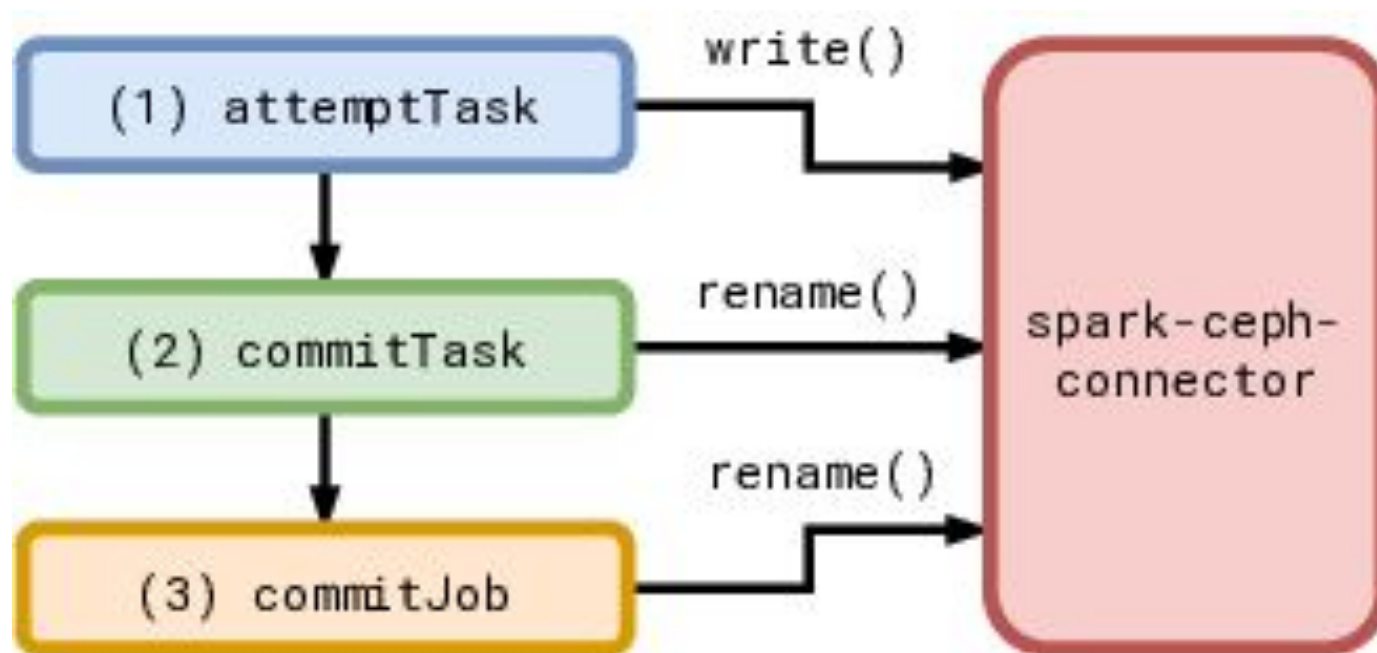 (1) attemptTask
write()
(2) commitTask
rename()
(3) commitJob
rename()
spark-ceph-
connector